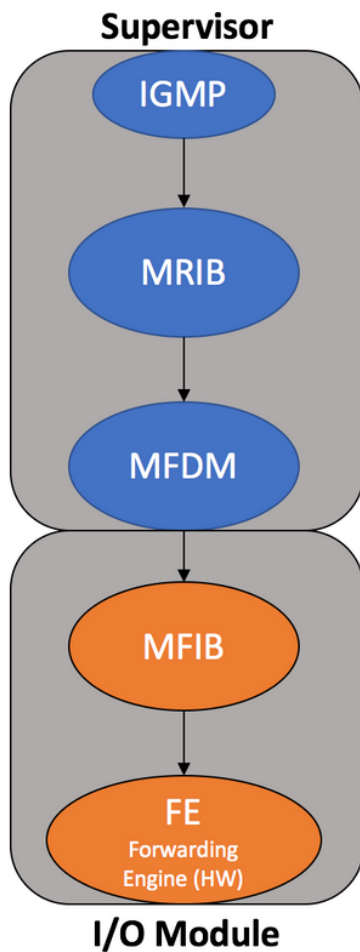 Supervisor
IGMP
MRIB
MFDM
MFIB
FE
Forwarding
Engine (HW)
I/O Module